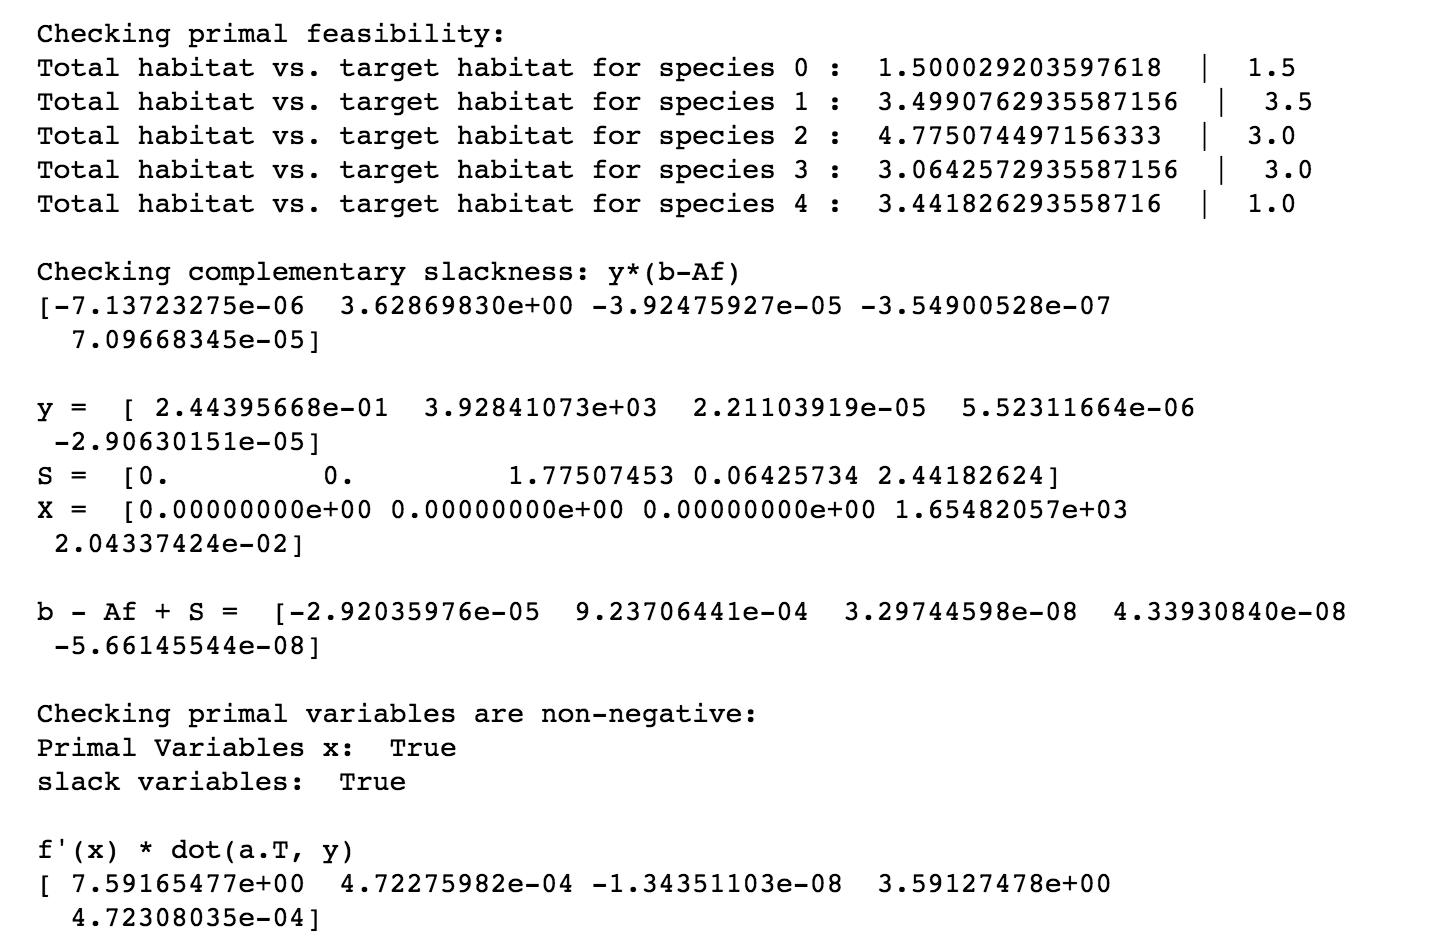 Checking primal feasibility:
Total habitat vs. target habitat for species 0 :  1.500029203597618  |  1.5
Total habitat vs. target habitat for species 1 :  3.4990762935587156  |  3.5
Total habitat vs. target habitat for species 2 :  4.775074497156333  |  3.0
Total habitat vs. target habitat for species 3 :  3.0642572935587156  |  3.0
Total habitat vs. target habitat for species 4 :  3.441826293558716  |  1.0
Checking complementary slackness: y*(b-Af)
[-7.13723275e-06  3.62869830e+00 -3.92475927e-05 -3.54900528e-07
  7.09668345e-05]
y =  [ 2.44395668e-01  3.92841073e+03  2.21103919e-05  5.52311664e-06
 -2.90630151e-05]
S =  [0.         0.         1.77507453 0.06425734 2.44182624]
X =  [0.00000000e+00 0.00000000e+00 0.00000000e+00 1.65482057e+03
 2.04337424e-02]
b - Af + S =  [-2.92035976e-05  9.23706441e-04  3.29744598e-08  4.33930840e-08
 -5.66145544e-08]
Checking primal variables are non-negative:
Primal Variables x:  True
slack variables:  True
f'(x) * dot(a.T, y)
[ 7.59165477e+00  4.72275982e-04 -1.34351103e-08  3.59127478e+00
  4.72308035e-04]